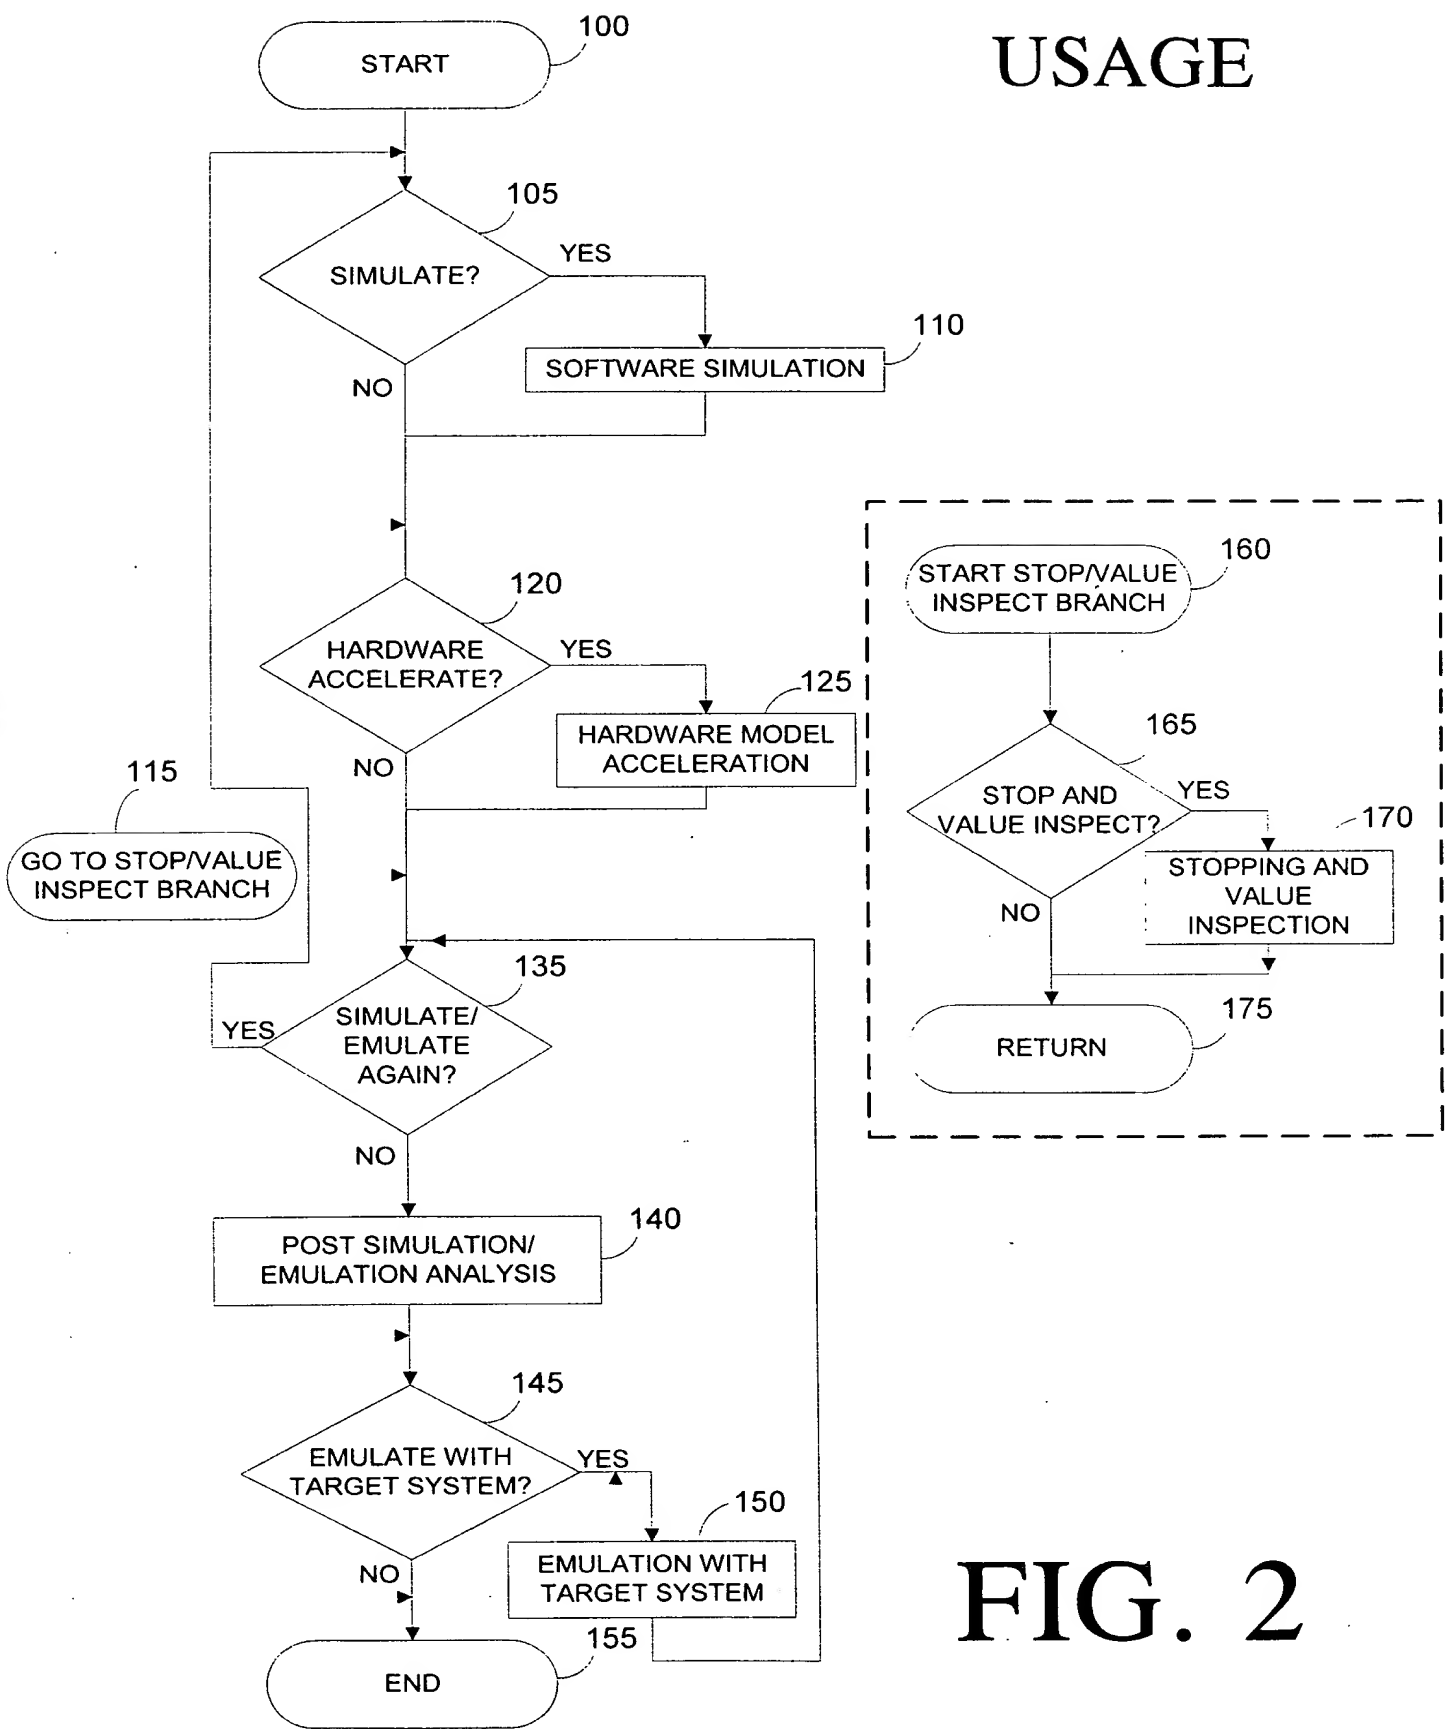 USAGE
100
START
105
SIMULATE?
YES
NO
110
SOFTWARE SIMULATION
120
HARDWARE
ACCELERATE?
YES
NO
125
HARDWARE MODEL
ACCELERATION
115
GO TO STOP/VALUE
INSPECT BRANCH
135
SIMULATE/
EMULATE
AGAIN?
YES
NO
140
POST SIMULATION/
EMULATION ANALYSIS
145
EMULATE WITH
TARGET SYSTEM?
YES
NO
150
EMULATION WITH
TARGET SYSTEM
155
END
160
START STOP/VALUE
INSPECT BRANCH
165
STOP AND
VALUE INSPECT?
YES
NO
170
STOPPING AND
VALUE
INSPECTION
175
RETURN
FIG. 2